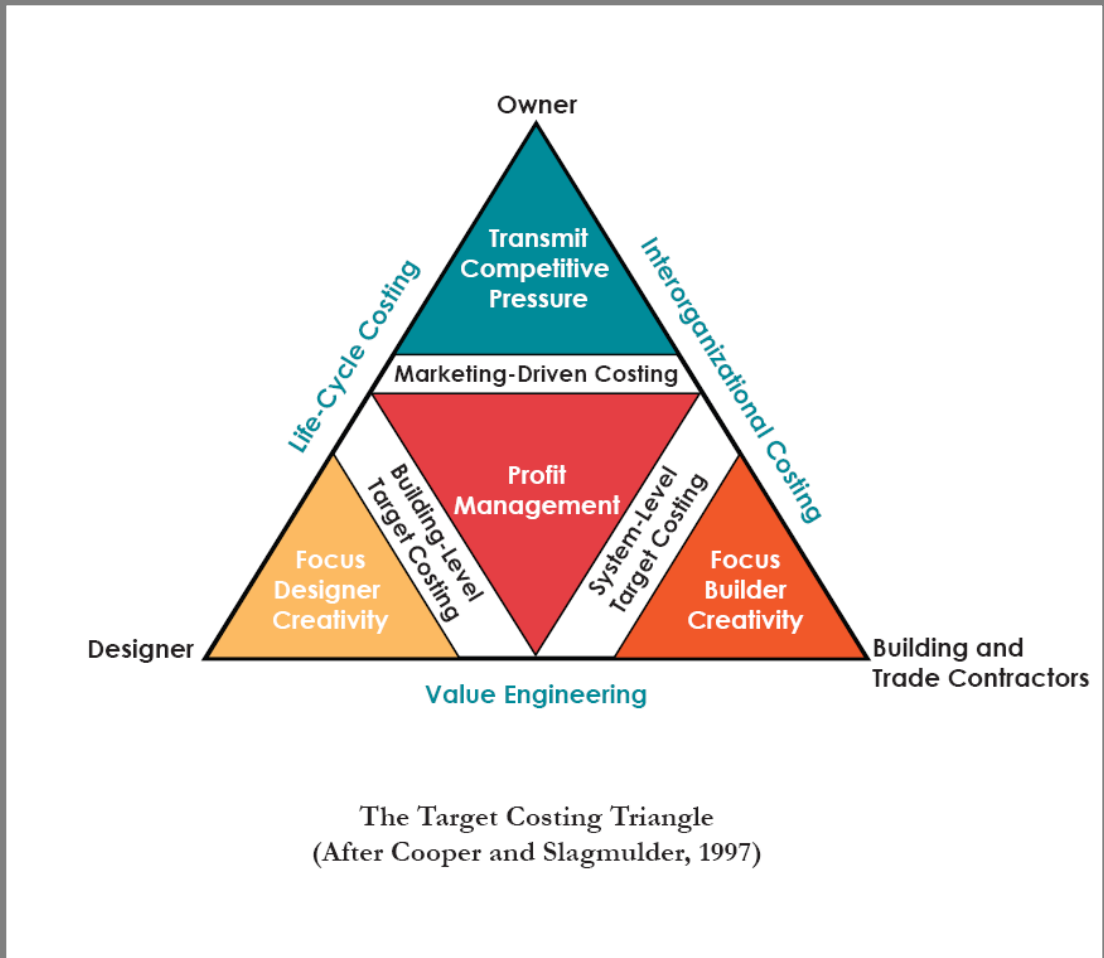 Owner
Transmit
Competitive
Pressure
Life-Cycle Costing
Interorganizational Costing
Marketing-Driven Costing
Profit
Management
Building-Level
Target Costing
System-Level
Target Costing
Focus
Designer
Creativity
Focus
Builder
Creativity
Designer
Building and
Trade Contractors
Value Engineering
The Target Costing Triangle
(After Cooper and Slagmulder, 1997)